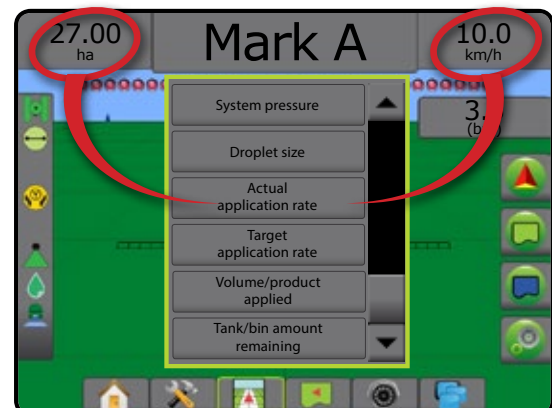 27.00
ha
Mark A
10.0
km/h
System pressure
3.
Droplet size
Actual
application rate
Target
application rate
Volume/product
applied
Tank/bin amount
remaining